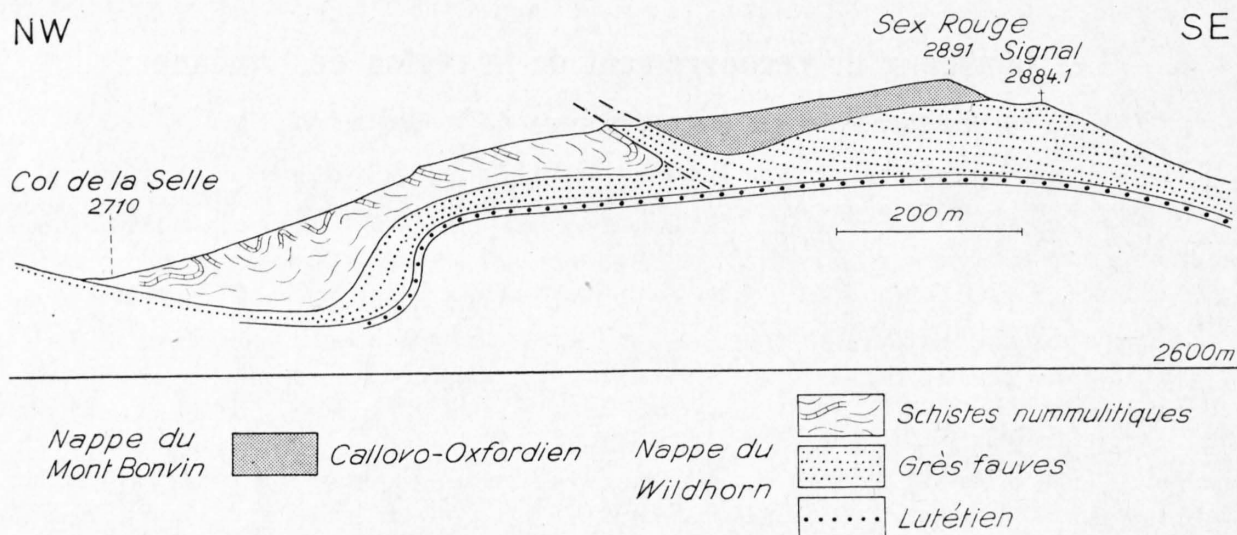 NW
Sex Rouge
2891
Signal
2884.1
SE
Col de la Selle
2710
200 m
2600m
Nappe du
Mont Bonvin
Callovo-Oxfordien
Nappe du
Wildhorn
Schistes nummulitiques
Grès fauves
Lutétien